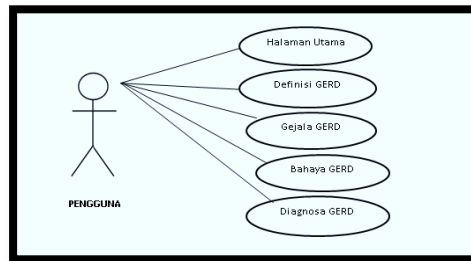 Halaman Utama
Definisi GERD
Gejala GERD
Bahaya GERD
Diagnosa GERD
PENGGUNA